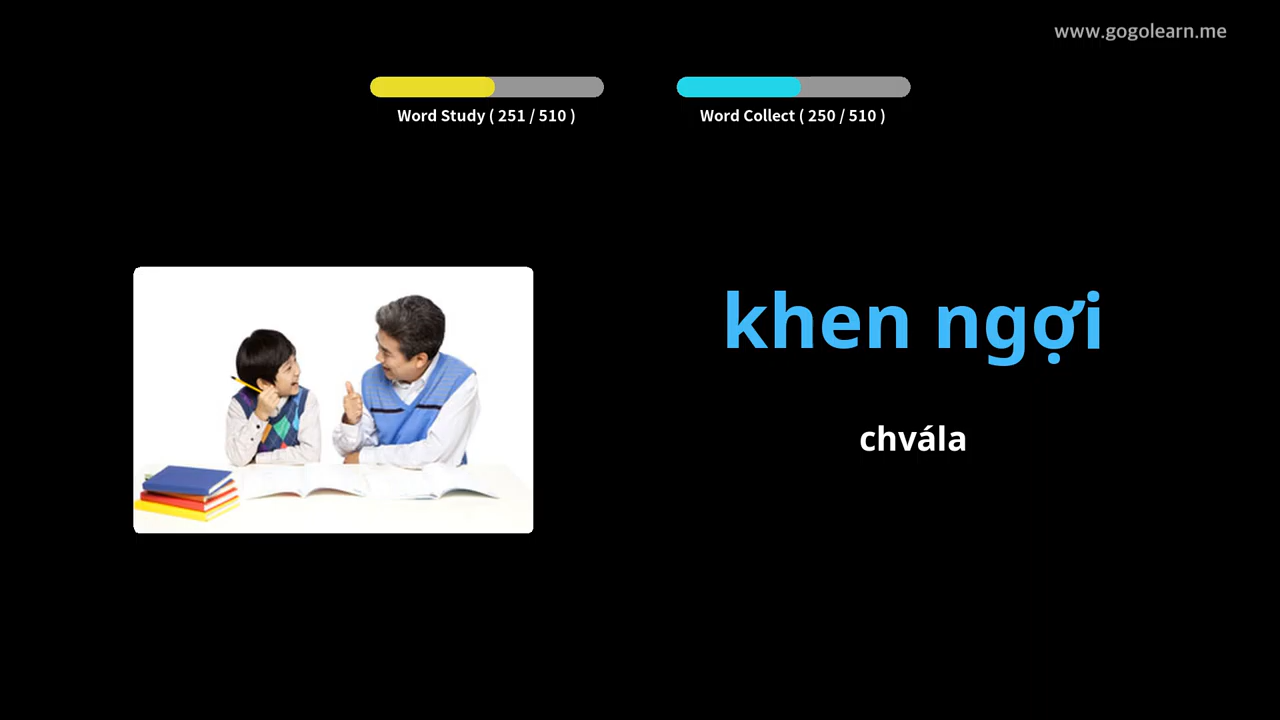 www.gogolearn.me
Word Study ( 251 / 510 )
Word Collect ( 250 / 510 )
khen ngợi
chvála